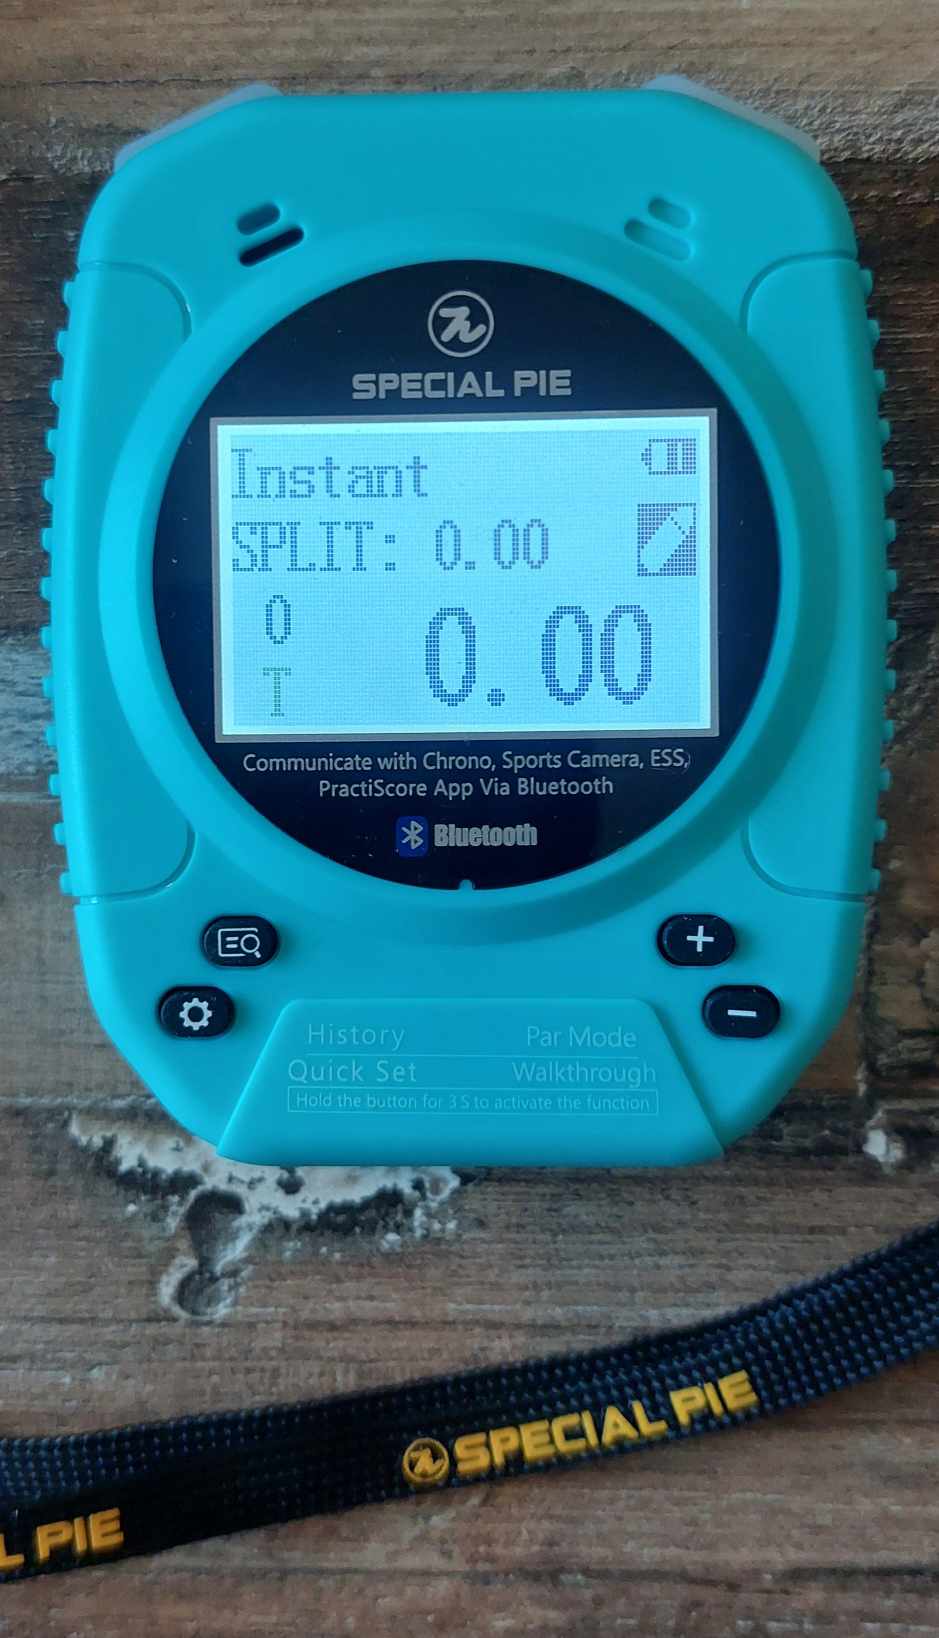 SPECIAL PIE
Instant
SPLIT: 0.00
0
0.00
T
Communicate with Chrono, Sports Camera, ESS,
PractiScore App Via Bluetooth
Bluetooth
History Par Mode
Quick Set Walkthrough
Hold the button for 3 S to activate the function
SPECIAL PIE
L PIE